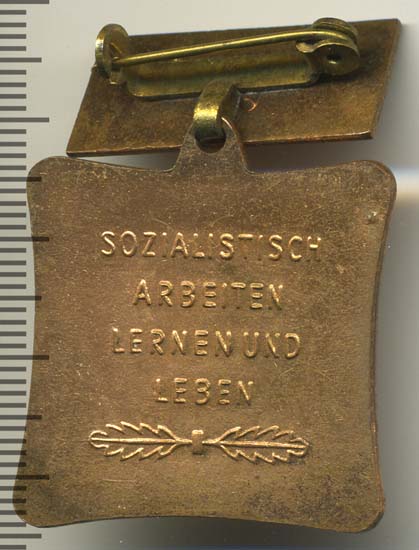 SOZIALISTISCH
ARBEITEN
LERNEN UND
LEBEN